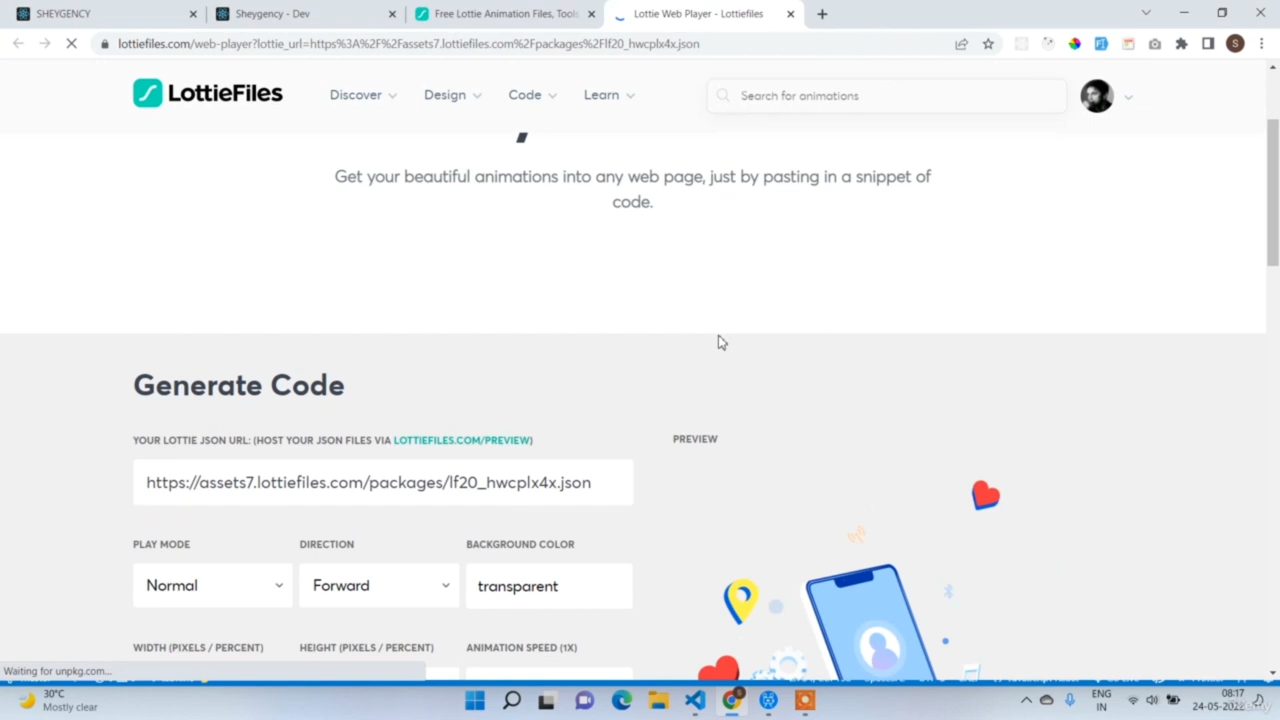 SHEYGENCY
Sheygency - Dev
Free Lottie Animation Files, Tools
Lottie Web Player - Lottiefiles
lottiefiles.com/web-player?lottie_url=https%3A%2F%2Fassets7.lottiefiles.com%2Fpackages%2Flf20_hwcplx4x.json
S
LottieFiles
Discover
Design
Code
Learn
Search for animations
Get your beautiful animations into any web page, just by pasting in a snippet of
code.
Generate Code
YOUR LOTTIE JSON URL: (HOST YOUR JSON FILES VIA LOTTIEFILES.COM/PREVIEW)
PREVIEW
https://assets7.lottiefiles.com/packages/lf20_hwcplx4x.json
PLAY MODE
DIRECTION
BACKGROUND COLOR
Normal
Forward
transparent
WIDTH (PIXELS / PERCENT)
HEIGHT (PIXELS / PERCENT)
ANIMATION SPEED (1X)
Waiting for unpkg.com...
30°C
Mostly clear
ENG
IN
08:17
24-05-2022